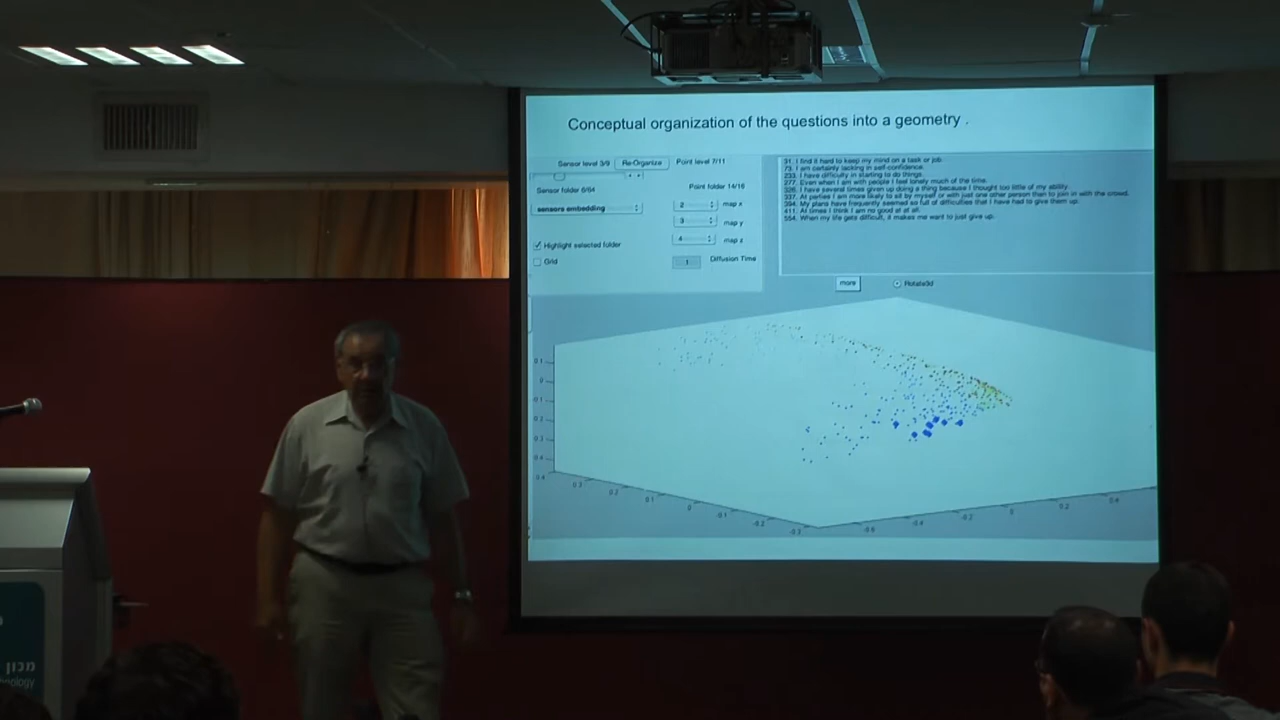 Conceptual organization of the questions into a geometry .
Sensor level 3/9
Re-Organize
Point level 7/11
Sensor folder 6/64
Point folder 14/16
sensors embedding
2
map x
3
map y
4
map z
Highlight selected folder
Grid
1
Diffusion Time
31. I find it hard to keep my mind on a task or job.
73. I am certainly lacking in self-confidence.
233. I have difficulty in starting to do things.
277. Even when I am with people I feel lonely much of the time.
326. I have several times given up doing a thing because I thought too little of my ability.
337. At parties I am more likely to sit by myself or with just one other person than to join in with the crowd.
394. My plans have frequently seemed so full of difficulties that I have had to give them up.
411. At times I think I am no good at all.
554. When my life gets difficult, it makes me want to just give up.
more
Rotate3d
מכון
nology